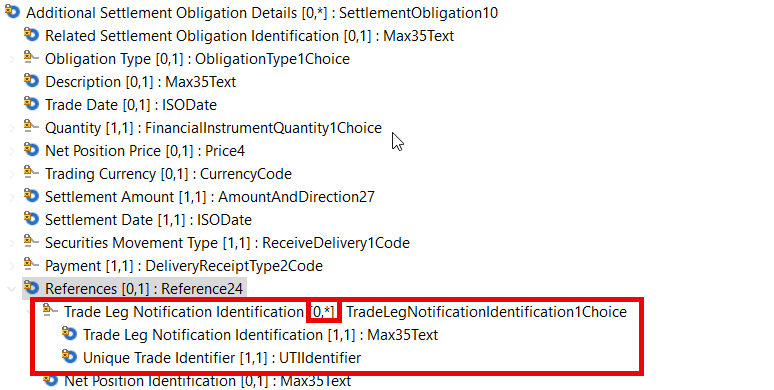 Additional Settlement Obligation Details [0,*] : SettlementObligation10
Related Settlement Obligation Identification [0,1] : Max35Text
Obligation Type [0,1] : ObligationType1Choice
Description [0,1] : Max35Text
Trade Date [0,1] : ISODate
Quantity [1,1] : FinancialInstrumentQuantity1Choice
Net Position Price [0,1] : Price4
Trading Currency [0,1] : CurrencyCode
Settlement Amount [1,1] : AmountAndDirection27
Settlement Date [1,1] : ISODate
Securities Movement Type [1,1] : ReceiveDelivery1Code
Payment [1,1] : DeliveryReceiptType2Code
References [0,1] : Reference24
Trade Leg Notification Identification [0,*] TradeLegNotificationIdentification1Choice
Trade Leg Notification Identification [1,1] : Max35Text
Unique Trade Identifier [1,1] : UTIIdentifier
Net Position Identification [0,1] : Max35Text